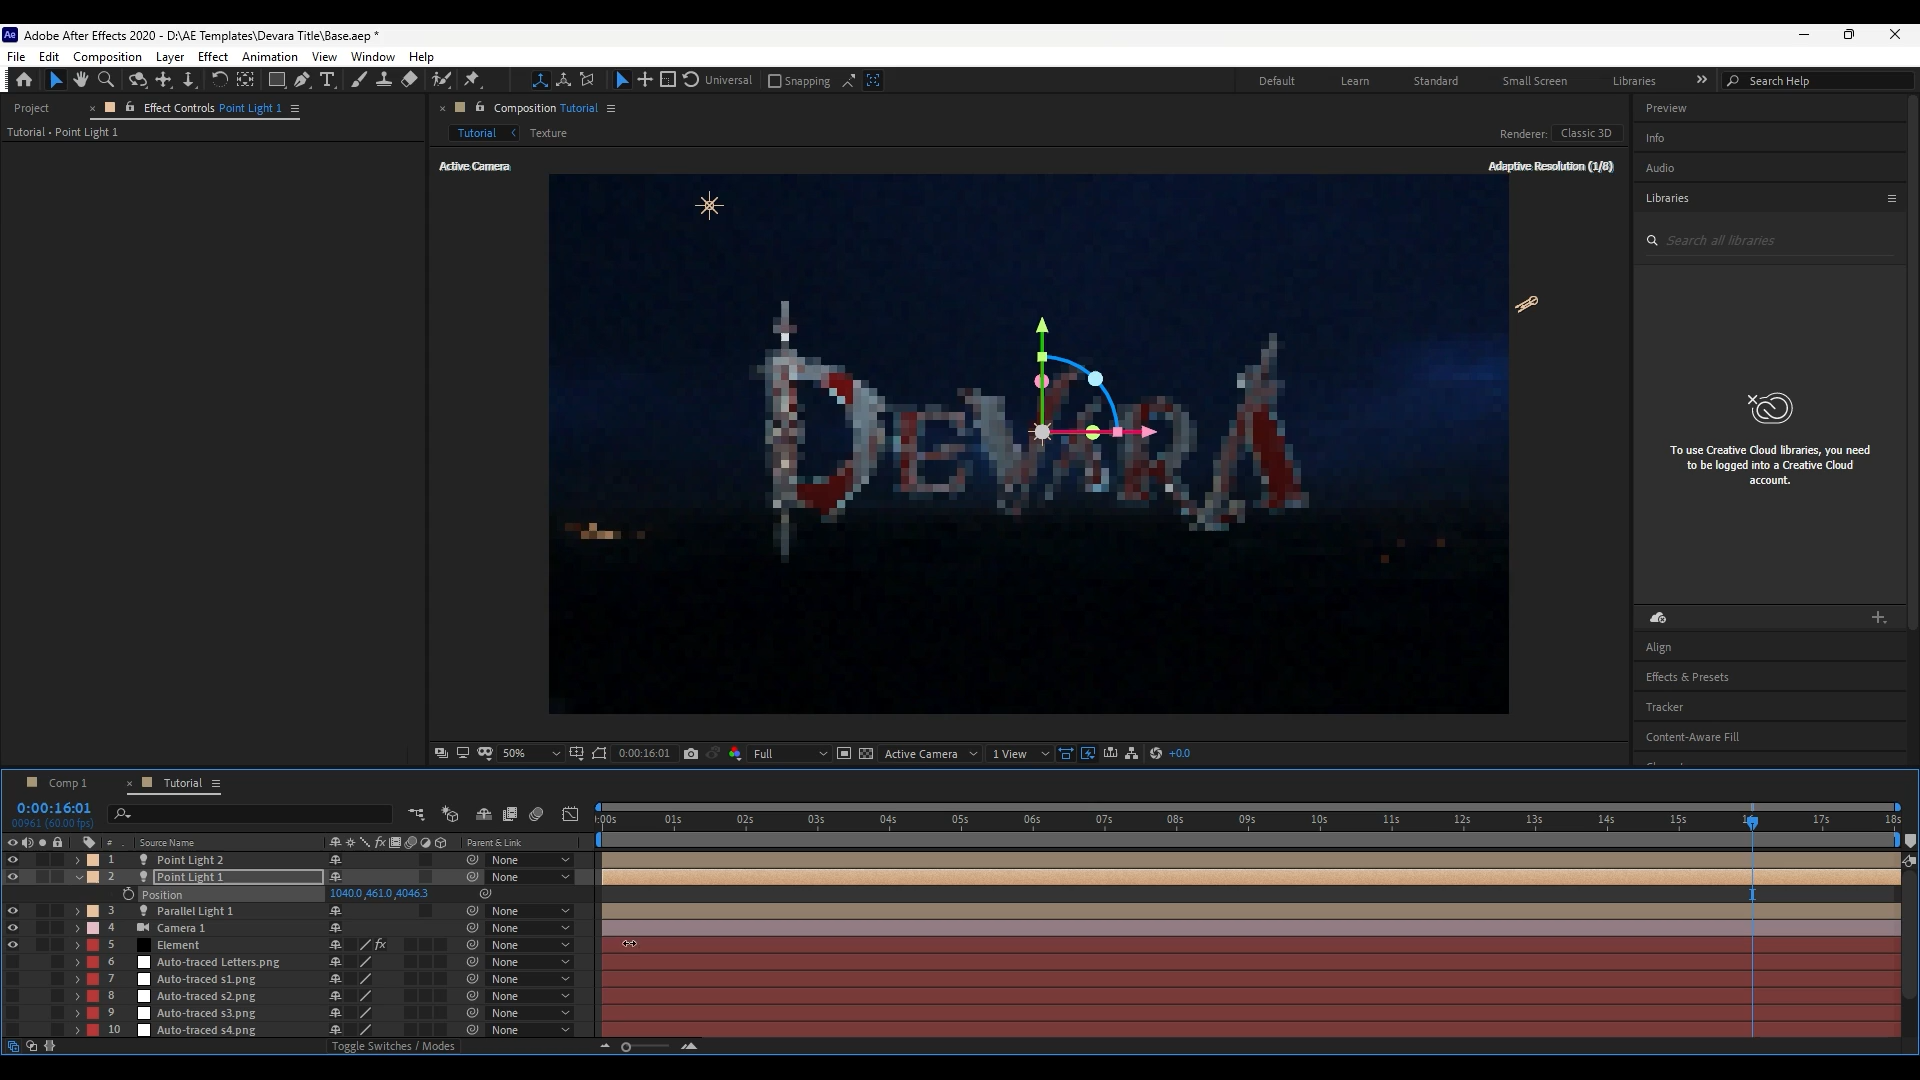 Ae Adobe After Effects 2020 - D:\AE Templates\Devara Title\Base.aep *
File Edit Composition Layer Effect Animation View Window Help
Universal Snapping Default Learn Standard Small Screen Libraries Search Help
Project Effect Controls Point Light 1
Composition Tutorial
Preview
Tutorial • Point Light 1
Tutorial Texture
Renderer: Classic 3D
Info
Active Camera
Adaptive Resolution (1/8)
Audio
Libraries
Search all libraries
DEVARA
To use Creative Cloud libraries, you need
to be logged into a Creative Cloud
account.
Align
Effects & Presets
Tracker
Content-Aware Fill
50% 0:00:16:01 Full Active Camera 1 View +0.0
Comp 1 Tutorial
0:00:16:01
00961 (60.00 fps)
):00s 01s 02s 03s 04s 05s 06s 07s 08s 09s 10s 11s 12s 13s 14s 15s 17s 18s
# Source Name fx Parent & Link
1 Point Light 2 None
2 Point Light 1 None
Position 1040.0,461.0,4046.3
3 Parallel Light 1 None
4 Camera 1 None
5 Element fx None
6 Auto-traced Letters.png None
7 Auto-traced s1.png None
8 Auto-traced s2.png None
9 Auto-traced s3.png None
10 Auto-traced s4.png None
Toggle Switches / Modes